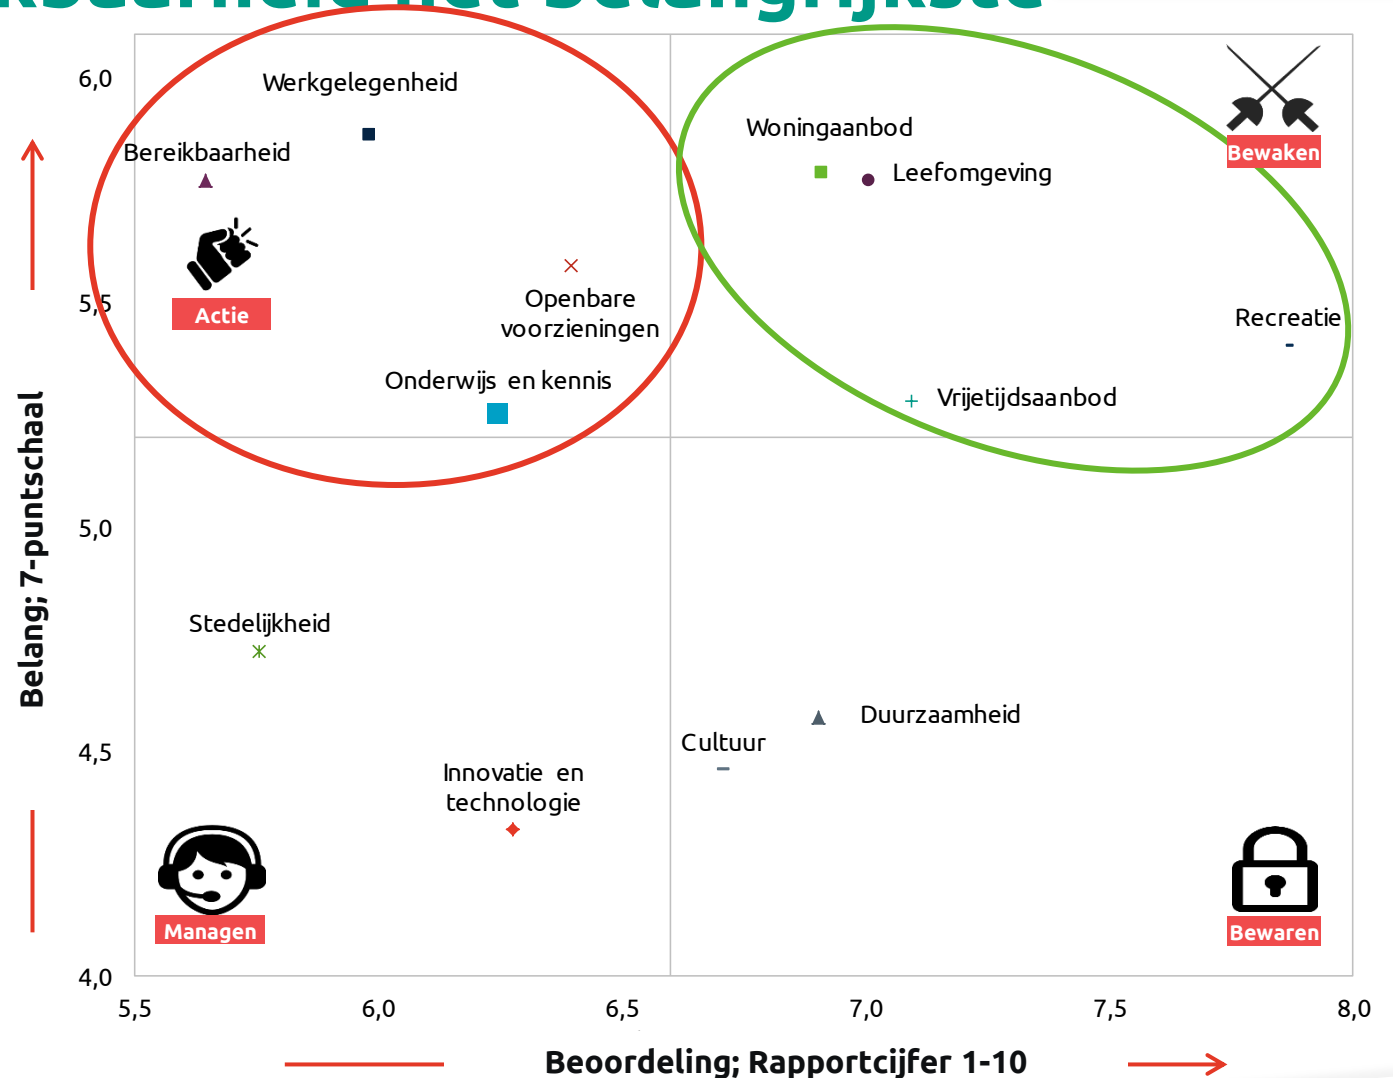 belangrijkste
6,0
Werkgelegenheid
Woningaanbod
Bewaken
Bereikbaarheid
Leefomgeving
5,5
Actie
Openbare
voorzieningen
Recreatie
Onderwijs en kennis
Vrijetijdsaanbod
Belang; 7-puntschaal
5,0
Stedelijkheid
Duurzaamheid
Cultuur
4,5
Innovatie en
technologie
Managen
Bewaren
4,0
5,5 6,0 6,5 7,0 7,5 8,0
Beoordeling; Rapportcijfer 1-10